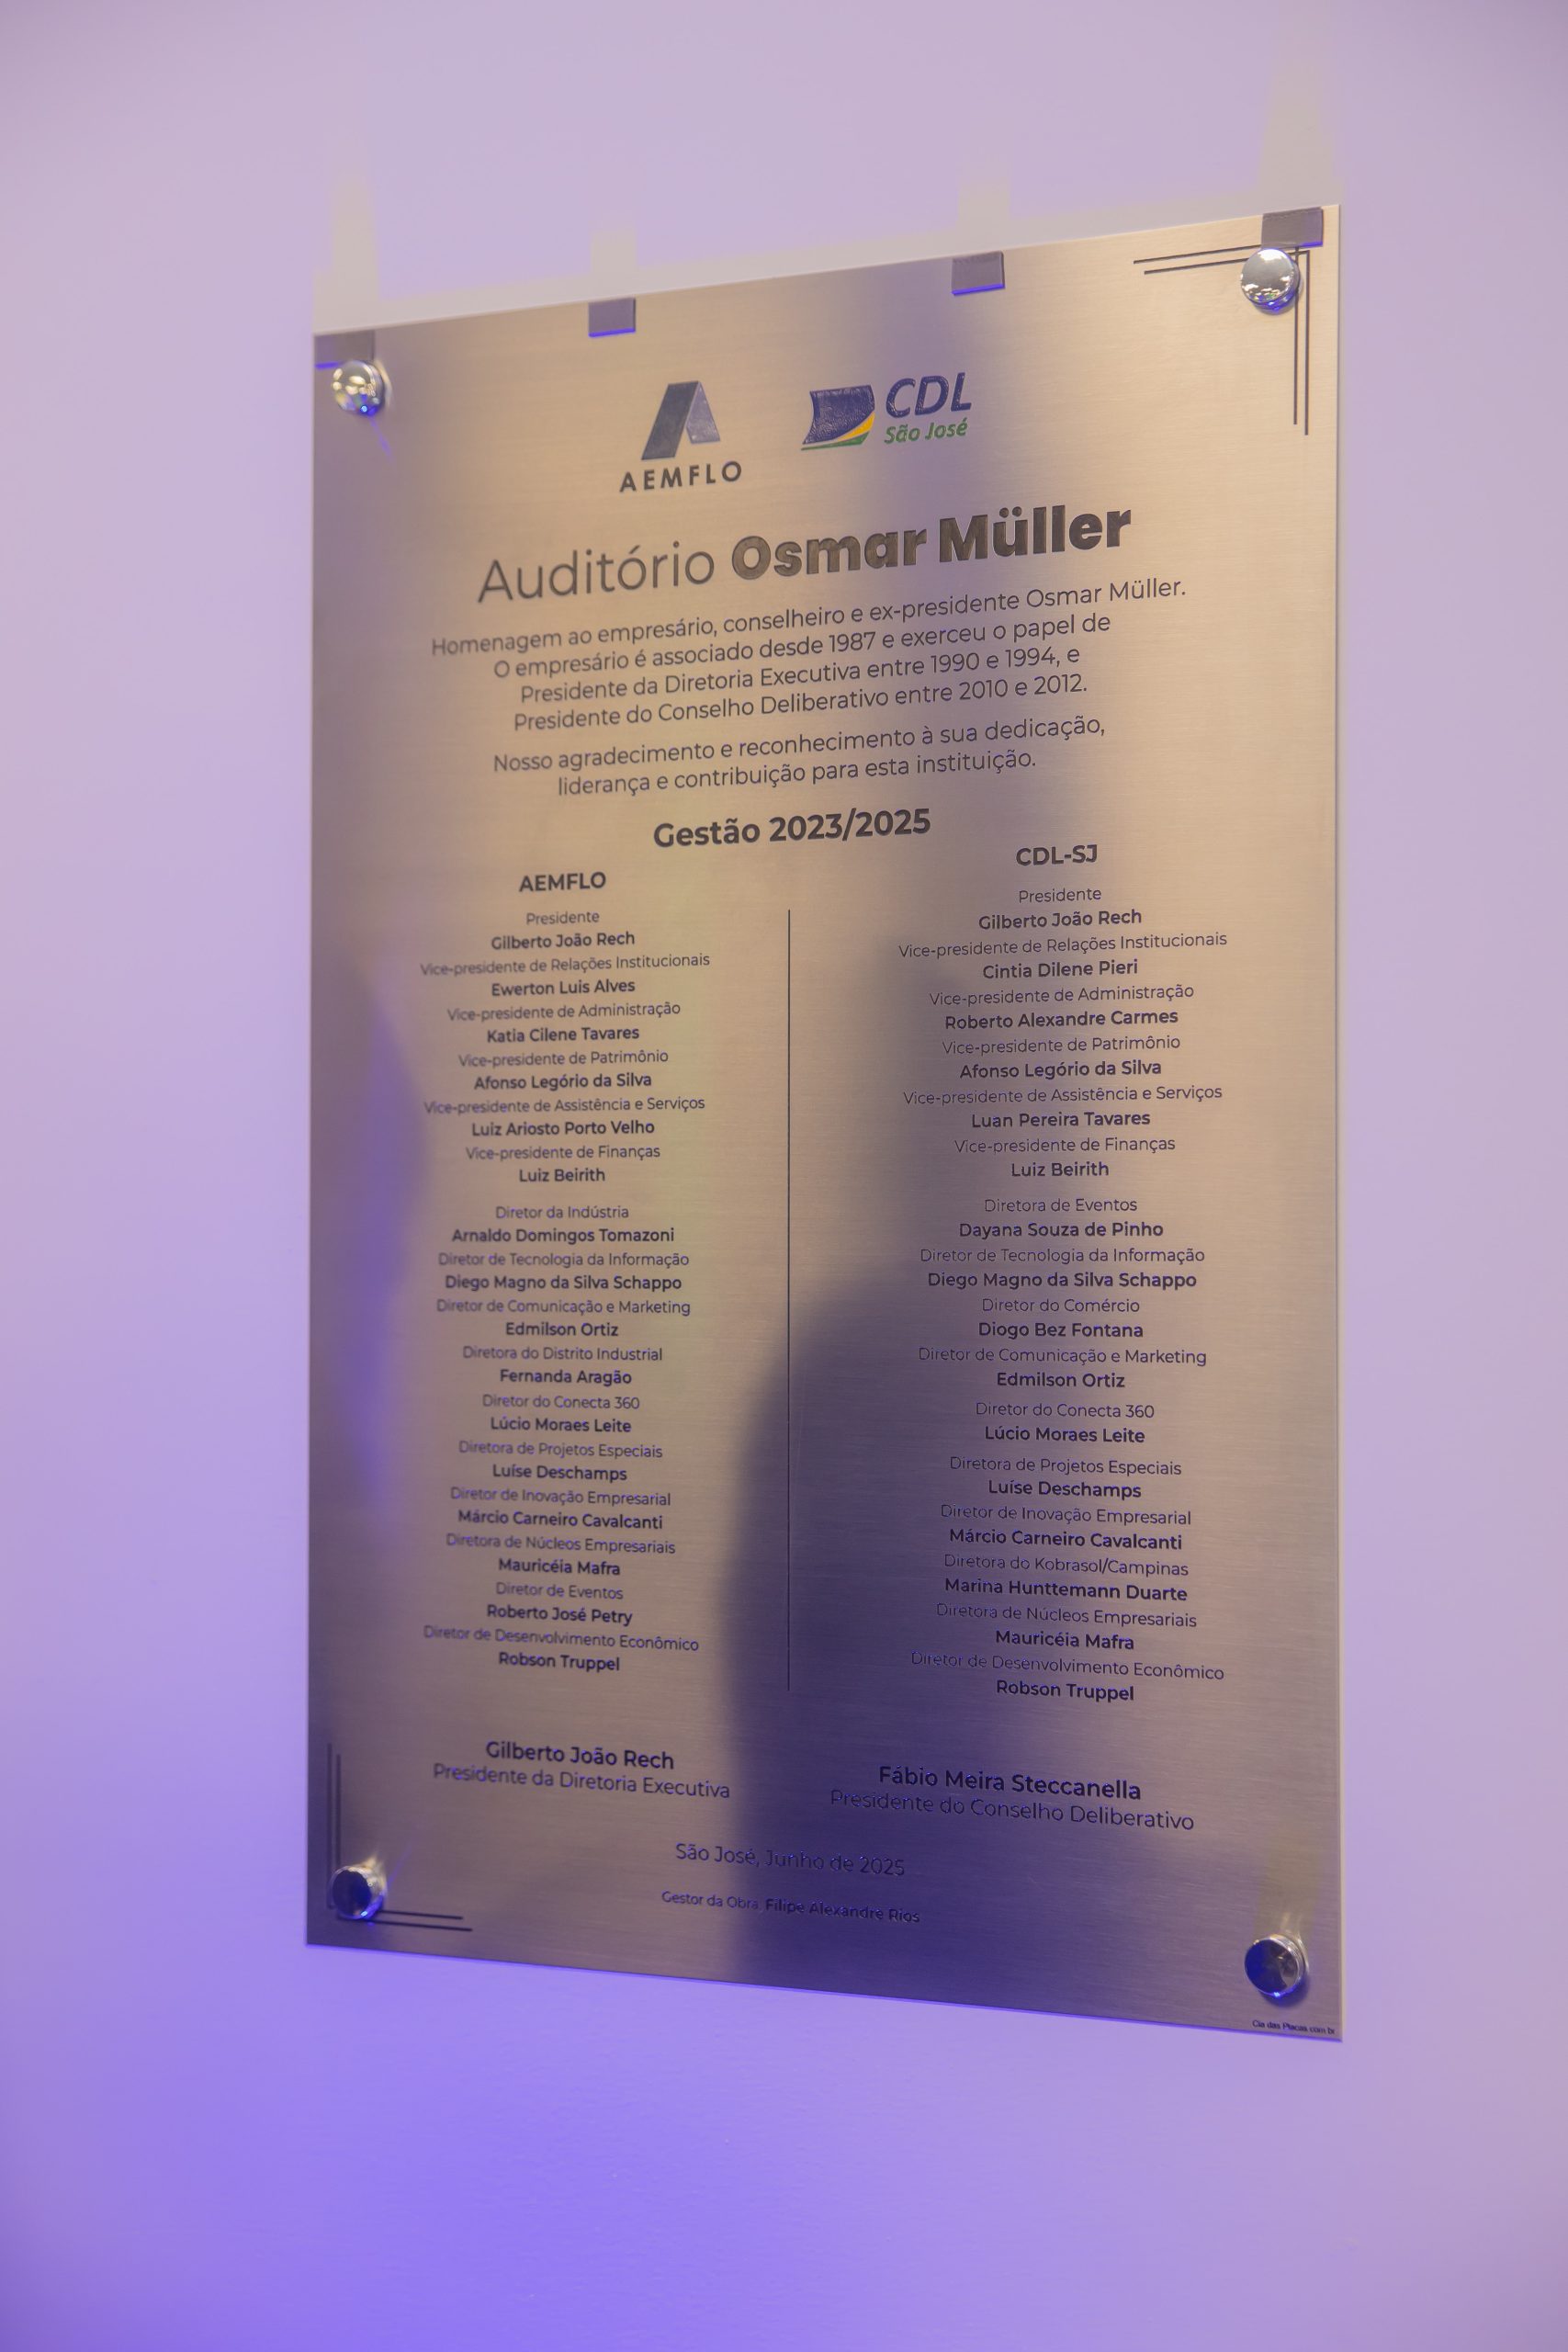 AEMFLO
CDL
São José
Auditório Osmar Müller
Homenagem ao empresário, conselheiro e ex-presidente Osmar Müller.
O empresário é associado desde 1987 e exerceu o papel de
Presidente da Diretoria Executiva entre 1990 e 1994, e
Presidente do Conselho Deliberativo entre 2010 e 2012.
Nosso agradecimento e reconhecimento à sua dedicação,
liderança e contribuição para esta instituição.
Gestão 2023/2025
AEMFLO
Presidente
Gilberto João Rech
Vice-presidente de Relações Institucionais
Ewerton Luis Alves
Vice-presidente de Administração
Katia Cilene Tavares
Vice-presidente de Patrimônio
Afonso Legório da Silva
Vice-presidente de Assistência e Serviços
Luiz Ariosto Porto Velho
Vice-presidente de Finanças
Luiz Beirith
Diretor da Indústria
Arnaldo Domingos Tomazoni
Diretor de Tecnologia da Informação
Diego Magno da Silva Schappo
Diretor de Comunicação e Marketing
Edmilson Ortiz
Diretora do Distrito Industrial
Fernanda Aragão
Diretor do Conecta 360
Lúcio Moraes Leite
Diretora de Projetos Especiais
Luíse Deschamps
Diretor de Inovação Empresarial
Márcio Carneiro Cavalcanti
Diretora de Núcleos Empresariais
Mauricéia Mafra
Diretor de Eventos
Roberto José Petry
Diretor de Desenvolvimento Econômico
Robson Truppel
CDL-SJ
Presidente
Gilberto João Rech
Vice-presidente de Relações Institucionais
Cintia Dilene Pieri
Vice-presidente de Administração
Roberto Alexandre Carmes
Vice-presidente de Patrimônio
Afonso Legório da Silva
Vice-presidente de Assistência e Serviços
Luan Pereira Tavares
Vice-presidente de Finanças
Luiz Beirith
Diretora de Eventos
Dayana Souza de Pinho
Diretor de Tecnologia da Informação
Diego Magno da Silva Schappo
Diretor do Comércio
Diogo Bez Fontana
Diretor de Comunicação e Marketing
Edmilson Ortiz
Diretor do Conecta 360
Lúcio Moraes Leite
Diretora de Projetos Especiais
Luíse Deschamps
Diretor de Inovação Empresarial
Márcio Carneiro Cavalcanti
Diretora do Kobrasol/Campinas
Marina Hunttemann Duarte
Diretora de Núcleos Empresariais
Mauricéia Mafra
Diretor de Desenvolvimento Econômico
Robson Truppel
Gilberto João Rech
Presidente da Diretoria Executiva
Fábio Meira Steccanella
Presidente do Conselho Deliberativo
São José, Junho de 2025
Gestor da Obra: Filipe Alexandre Rios
Cia das Placas.com.br